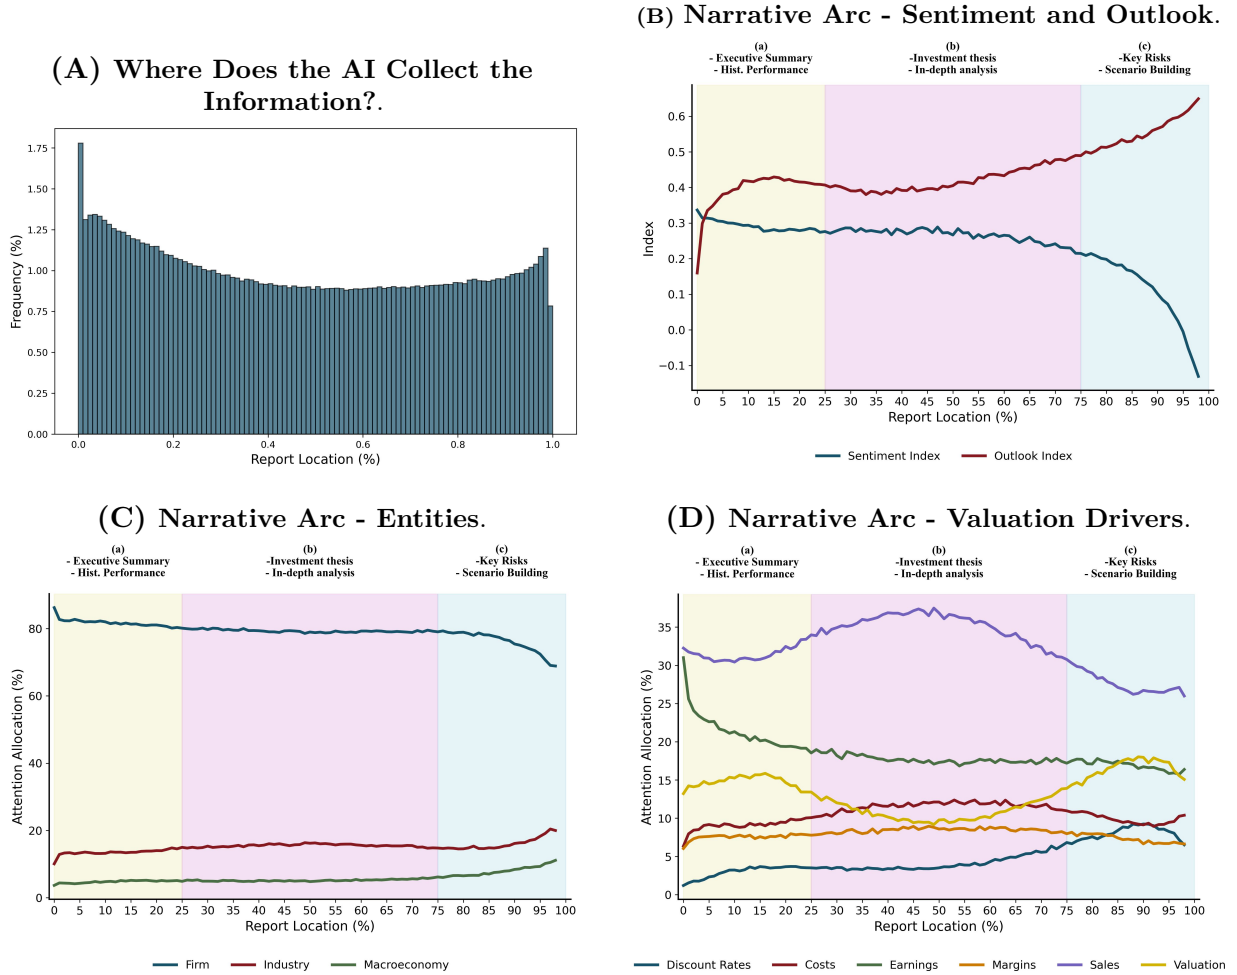 (A) Where Does the AI Collect the
Information?.
1.75
1.50
1.25
1.00
0.75
0.50
0.25
0.00
Frequency (%)
0.0 0.2 0.4 0.6 0.8 1.0
Report Location (%)
(B) Narrative Arc - Sentiment and Outlook.
(a)
- Executive Summary
- Hist. Performance
(b)
-Investment thesis
- In-depth analysis
(c)
-Key Risks
- Scenario Building
0.6
0.5
0.4
0.3
0.2
0.1
0.0
−0.1
Index
0 5 10 15 20 25 30 35 40 45 50 55 60 65 70 75 80 85 90 95 100
Report Location (%)
Sentiment Index Outlook Index
(C) Narrative Arc - Entities.
(a)
- Executive Summary
- Hist. Performance
(b)
-Investment thesis
- In-depth analysis
(c)
-Key Risks
- Scenario Building
80
60
40
20
0
Attention Allocation (%)
0 5 10 15 20 25 30 35 40 45 50 55 60 65 70 75 80 85 90 95 100
Report Location (%)
Firm Industry Macroeconomy
(D) Narrative Arc - Valuation Drivers.
(a)
- Executive Summary
- Hist. Performance
(b)
-Investment thesis
- In-depth analysis
(c)
-Key Risks
- Scenario Building
35
30
25
20
15
10
5
0
Attention Allocation (%)
0 5 10 15 20 25 30 35 40 45 50 55 60 65 70 75 80 85 90 95 100
Report Location (%)
Discount Rates Costs Earnings Margins Sales Valuation